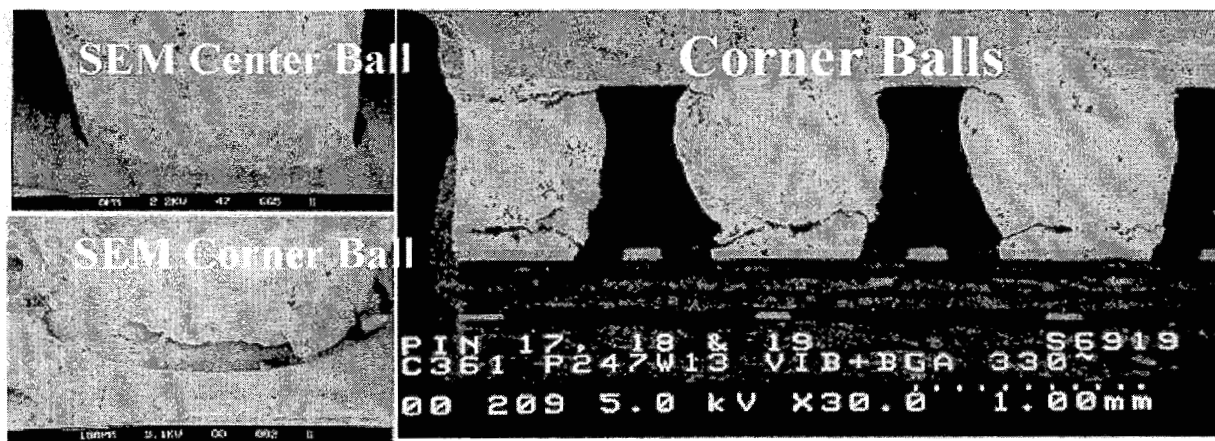 SEM Center Ball
Corner Balls
SEM Corner Ball
PIN 17, 18 & 19 S6919
C361 P247W13 VIB+BGA 330~
00 209 5.0 kV X30.0 1.00mm